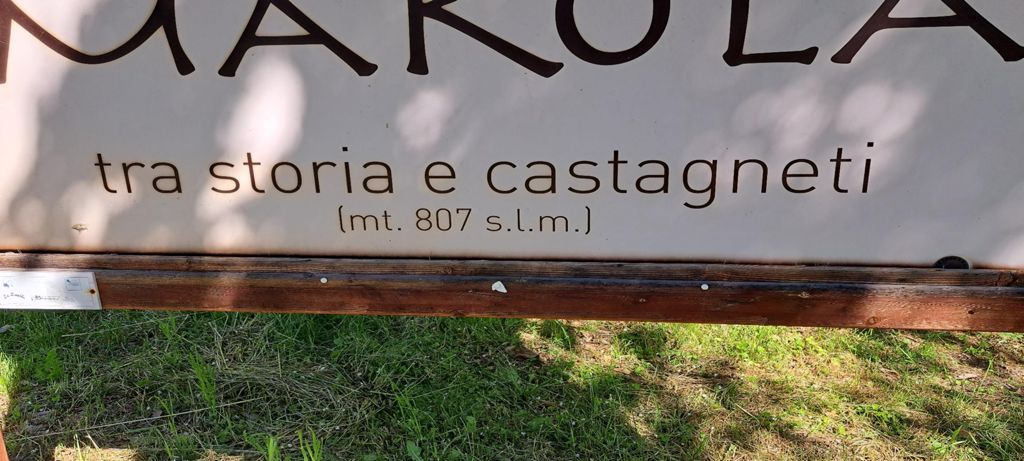 MAROLA
tra storia e castagneti
(mt. 807 s.l.m.)